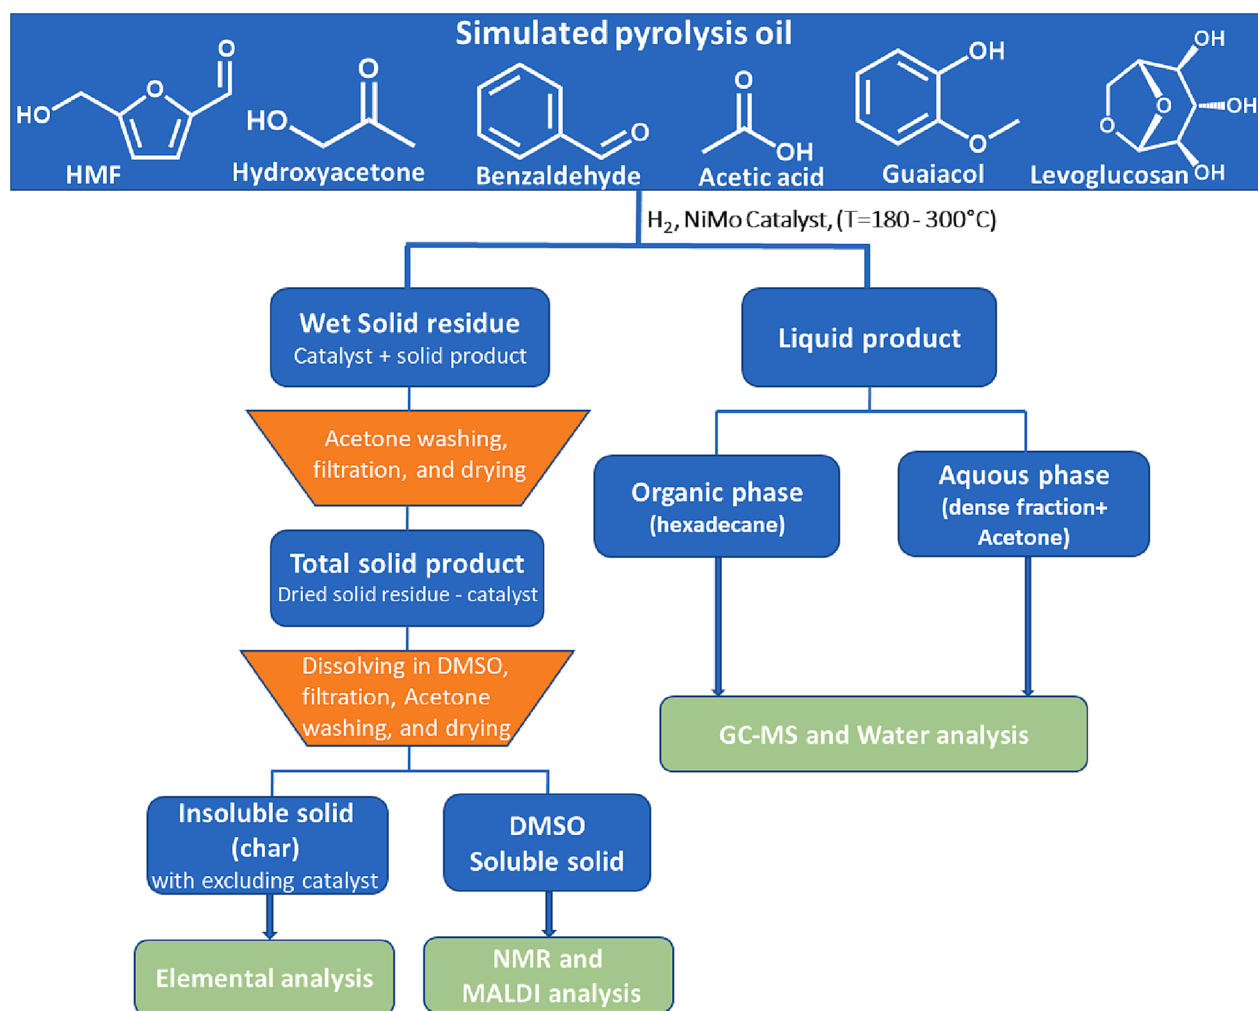 Simulated pyrolysis oil
HO
O
O
HMF
HO
O
Hydroxyacetone
O
Benzaldehyde
O
OH
Acetic acid
OH
O
Guaiacol
OH
O
OH
O
OH
Levoglucosan
H₂, NiMo Catalyst, (T=180 - 300°C)
Wet Solid residue
Catalyst + solid product
Liquid product
Acetone washing,
filtration, and drying
Organic phase
(hexadecane)
Aquous phase
(dense fraction+
Acetone)
Total solid product
Dried solid residue - catalyst
Dissolving in DMSO,
filtration, Acetone
washing, and drying
GC-MS and Water analysis
Insoluble solid
(char)
with excluding catalyst
DMSO
Soluble solid
Elemental analysis
NMR and
MALDI analysis